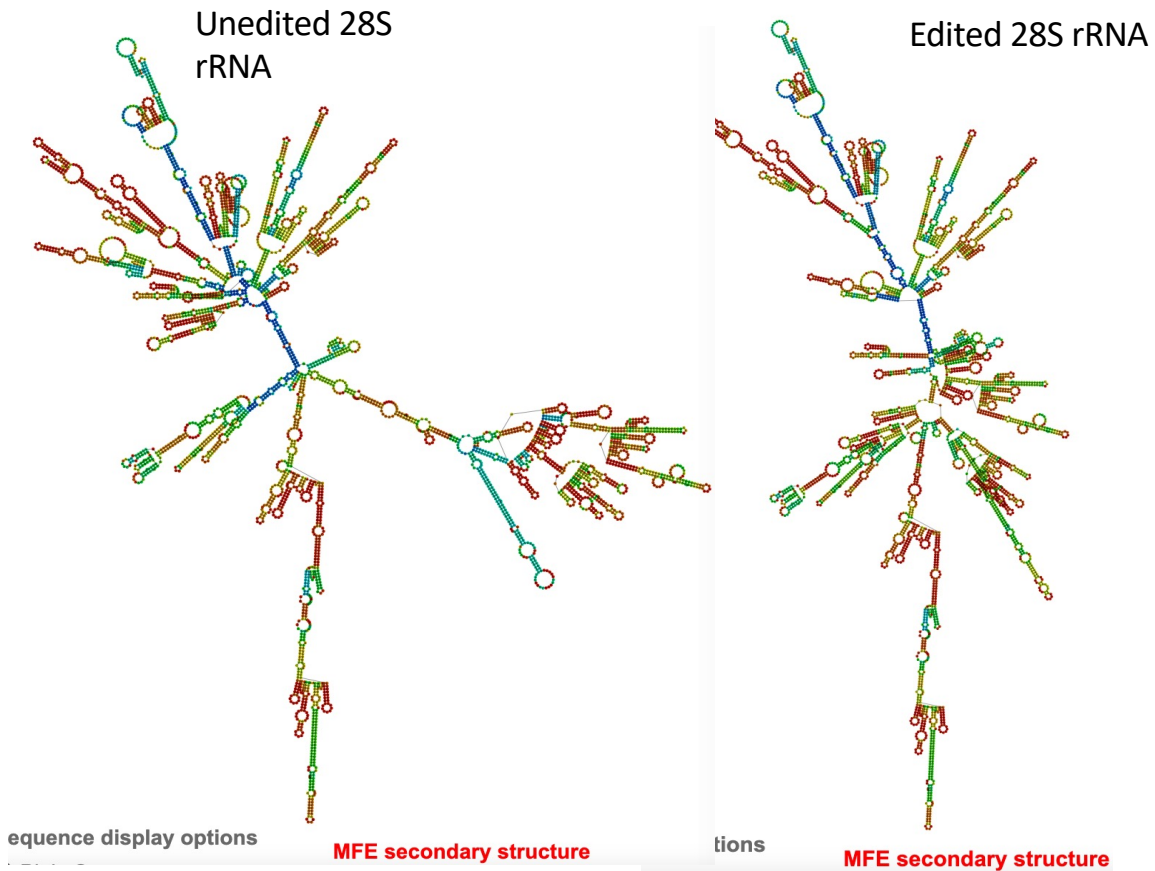 Unedited 28S
rRNA
Edited 28S rRNA
equence display options
MFE secondary structure
tions
MFE secondary structure